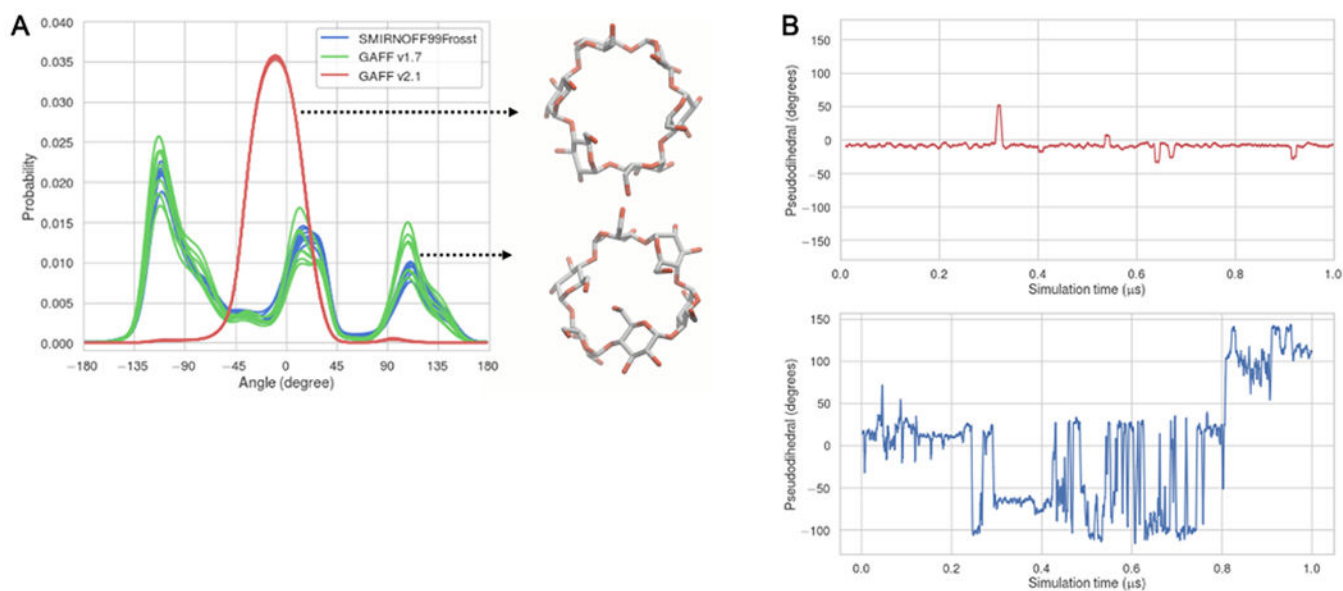 A
0.040
0.035
0.030
0.025
0.020
0.015
0.010
0.005
0.000
Probability
SMIRNOFF99Frosst
GAFF v1.7
GAFF v2.1
−180 −135 −90 −45 0 45 90 135 180
Angle (degree)
B
150
100
50
0
−50
−100
−150
Pseudodihedral (degrees)
0.0 0.2 0.4 0.6 0.8 1.0
Simulation time (μs)
150
100
50
0
−50
−100
Pseudodihedral (degrees)
0.0 0.2 0.4 0.6 0.8 1.0
Simulation time (μs)